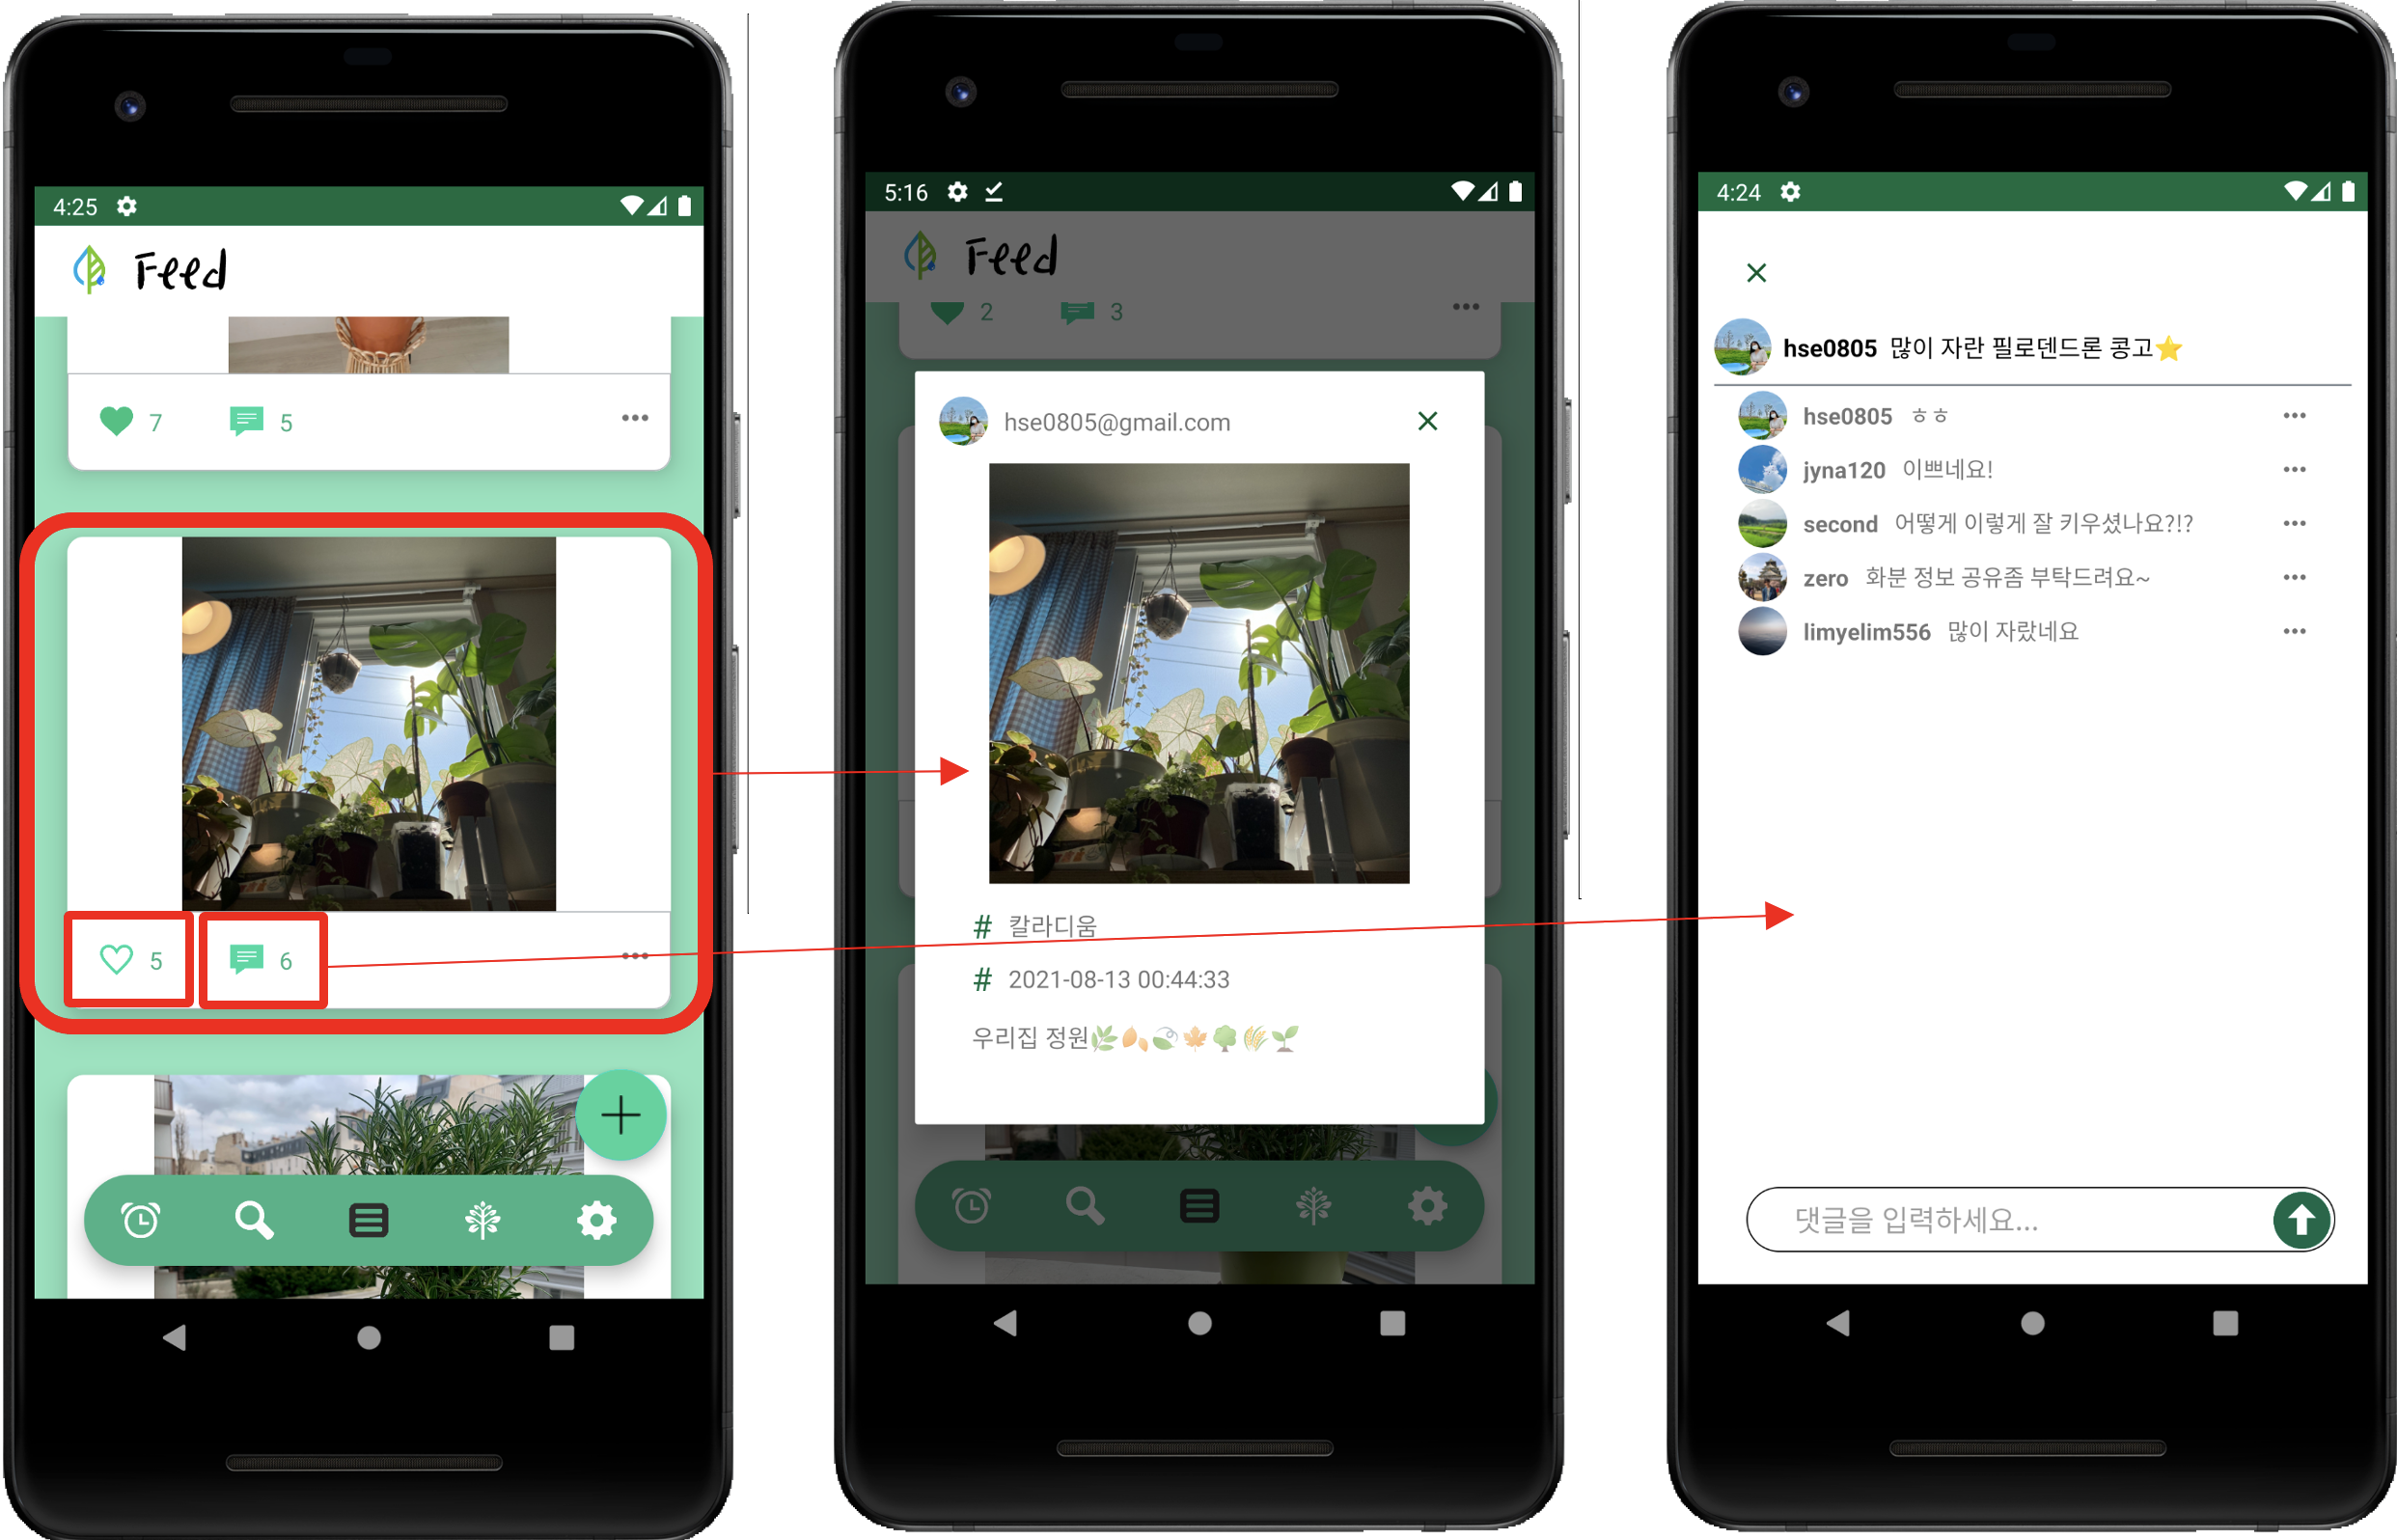 4:25
Feed
7 5
5 6
5:16
Feed
2 3
hse0805@gmail.com
# 칼라디움
# 2021-08-13 00:44:33
우리집 정원🌿🍂🍃🍁🌳🌾🌱
4:24
hse0805 많이 자란 필로덴드론 콩고⭐
hse0805 ㅎㅎ
jyna120 이쁘네요!
second 어떻게 이렇게 잘 키우셨나요?!?
zero 화분 정보 공유좀 부탁드려요~
limyelim556 많이 자랐네요
댓글을 입력하세요...